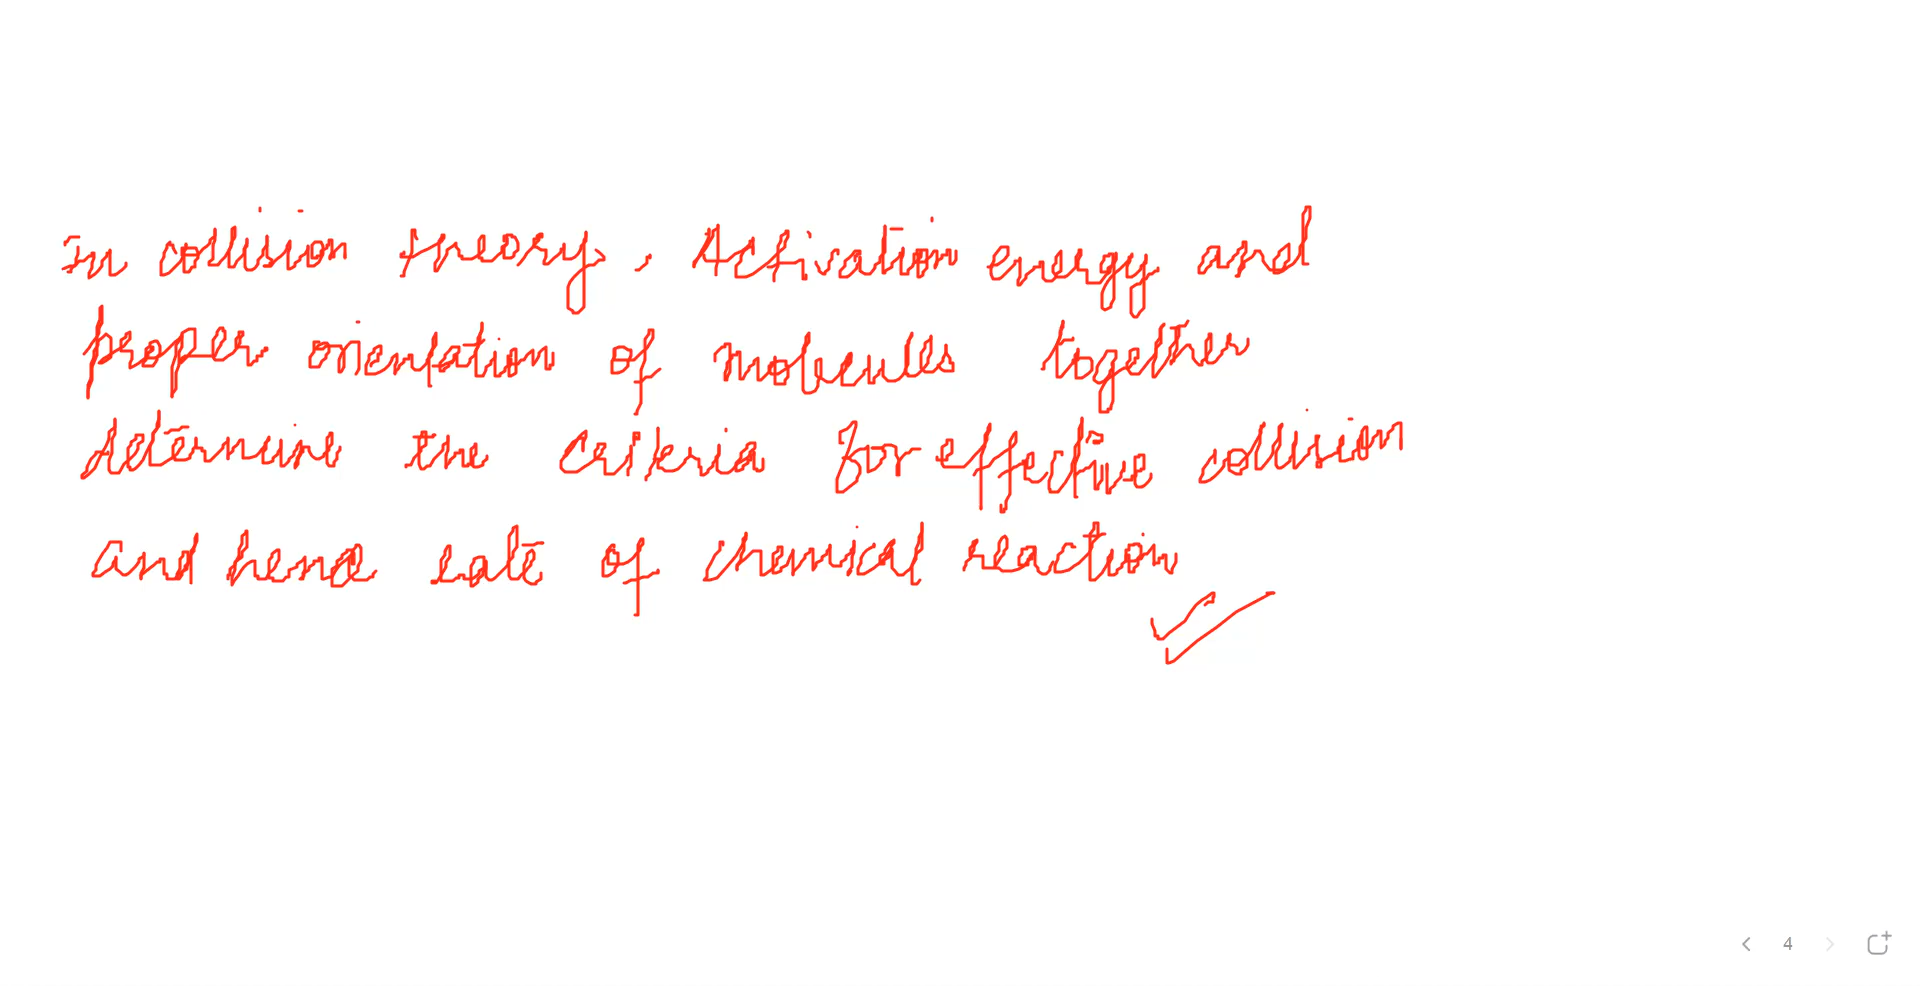 In collision theory, Activation energy and
proper orientation of molecules together
determine the criteria for effective collision
and hence rate of chemical reaction
4